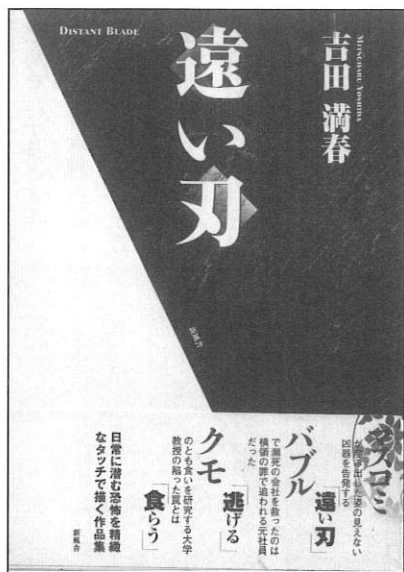 DISTANT BLADE
遠い刃
吉田 満春
MITSUHARU YOSHIDA
新風舎
マスコミ
が生み出した姿の見えない
凶器を告発する
「遠い刃」
バブル
で瀕死の会社を救ったのは
横領の罪で追われる元社員
だった
「逃げる」
クモ
のとも食いを研究する大学
教授の陥った罠とは
「食らう」
日常に潜む恐怖を精緻
なタッチで描く作品集
新風舎